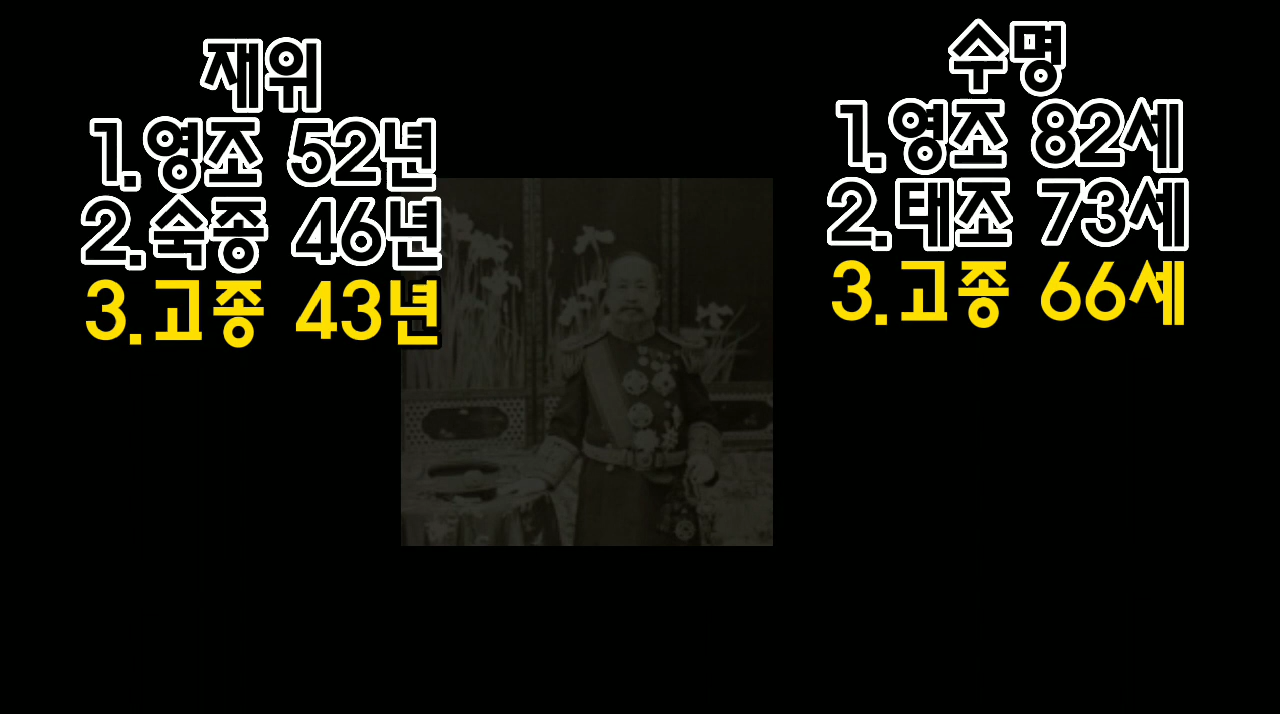 재위
1.영조 52년
2.숙종 46년
3.고종 43년
수명
1.영조 82세
2.태조 73세
3.고종 66세